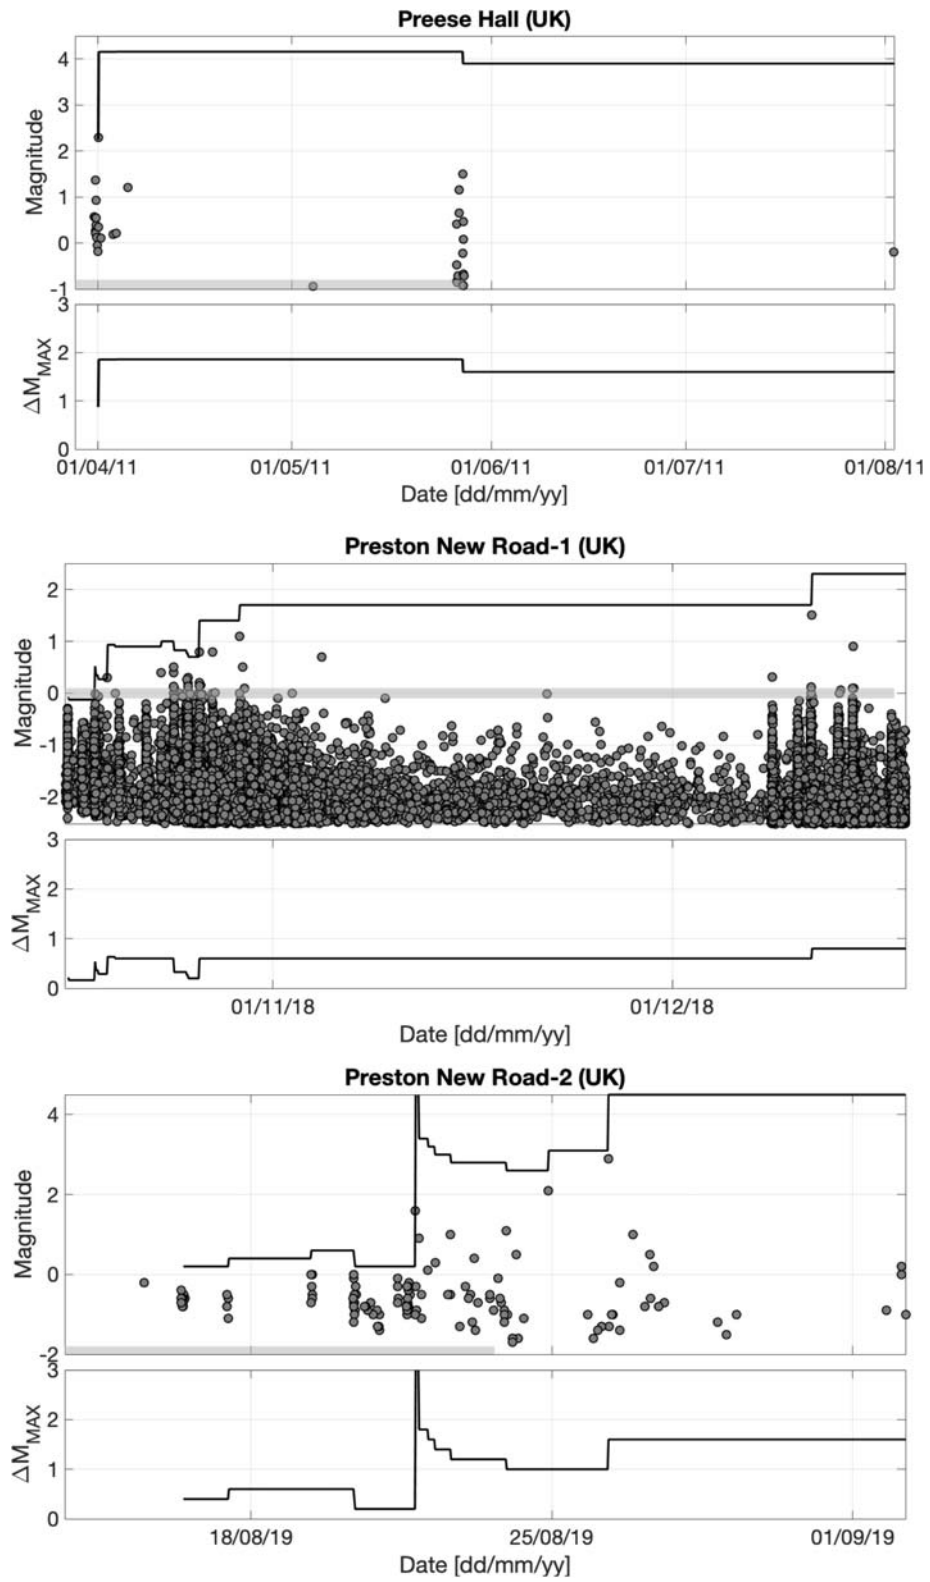 Preese Hall (UK)
4
3
2
1
0
-1
Magnitude
3
2
1
0
ΔM_MAX
01/04/11 01/05/11 01/06/11 01/07/11 01/08/11
Date [dd/mm/yy]
Preston New Road-1 (UK)
2
1
0
-1
-2
Magnitude
3
2
1
0
ΔM_MAX
01/11/18 01/12/18
Date [dd/mm/yy]
Preston New Road-2 (UK)
4
2
0
-2
Magnitude
3
2
1
0
ΔM_MAX
18/08/19 25/08/19 01/09/19
Date [dd/mm/yy]